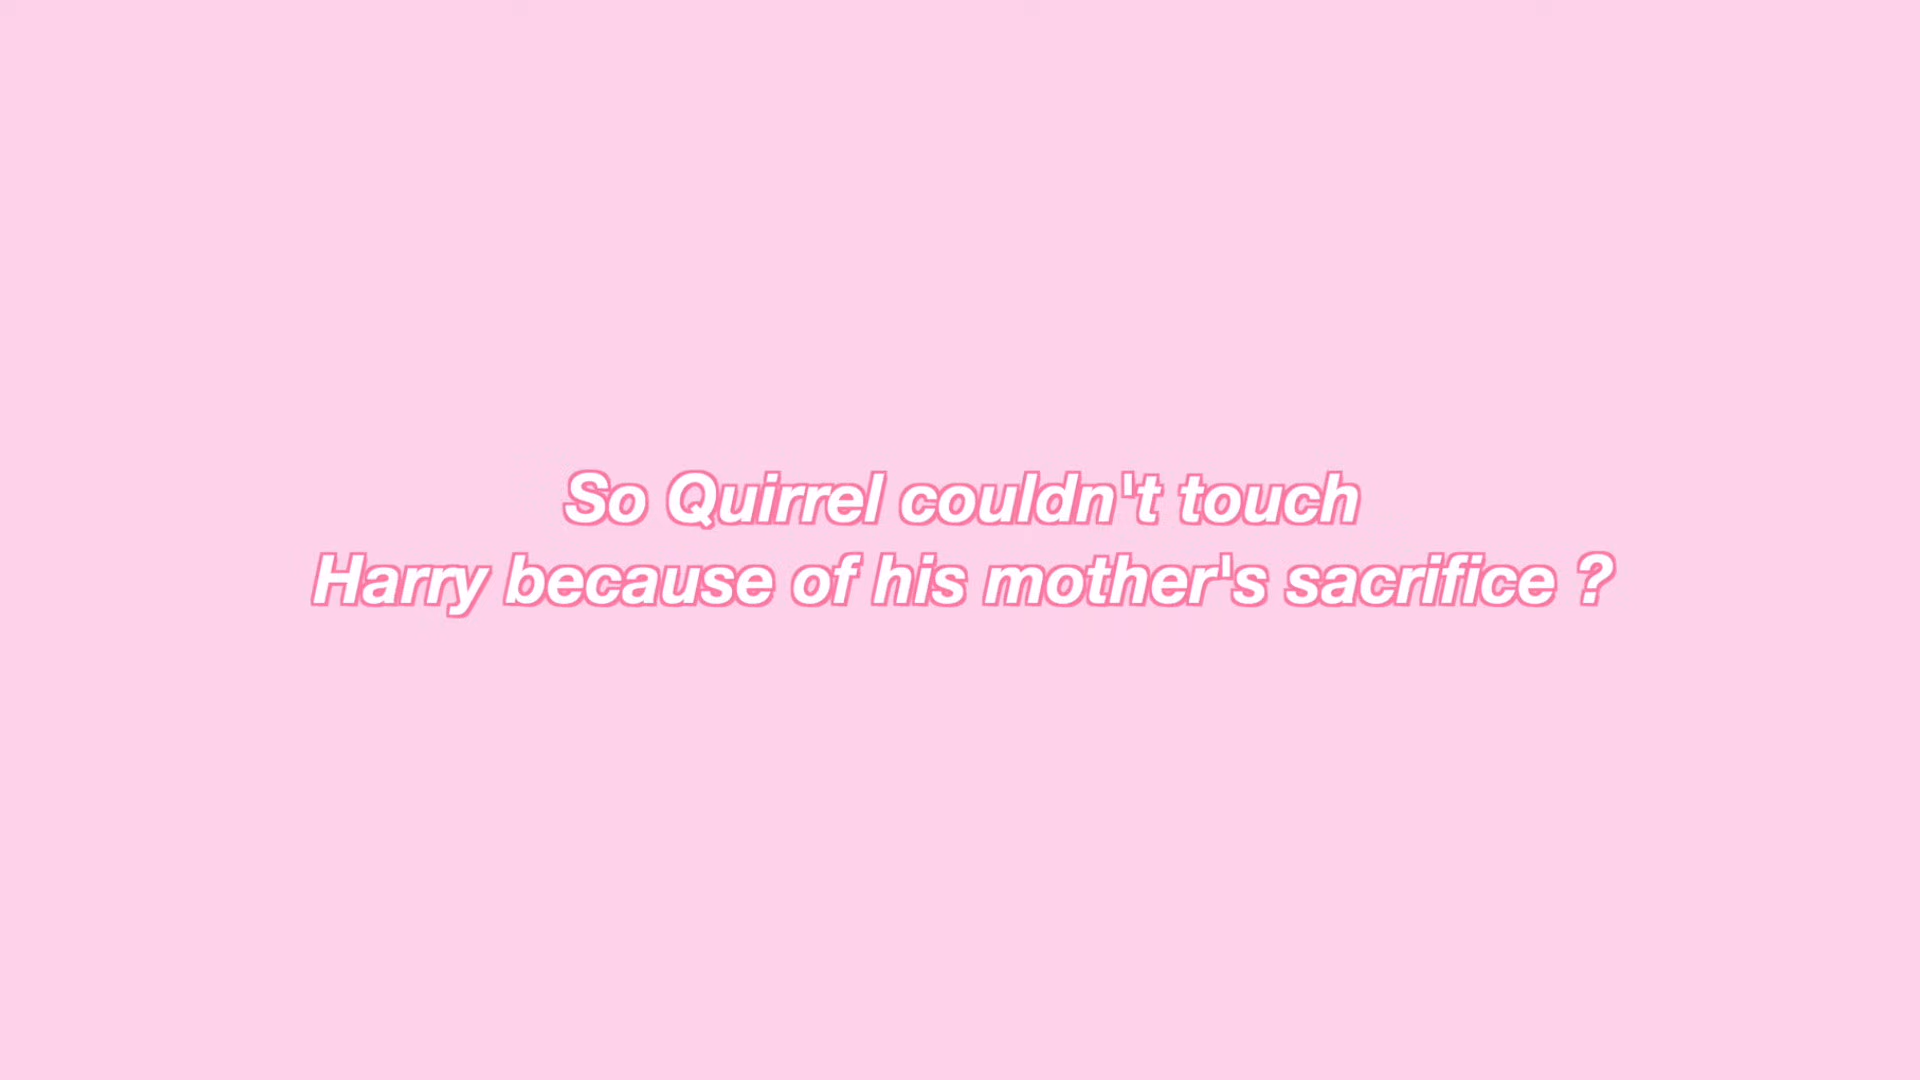 So Quirrel couldn't touch
Harry because of his mother's sacrifice ?